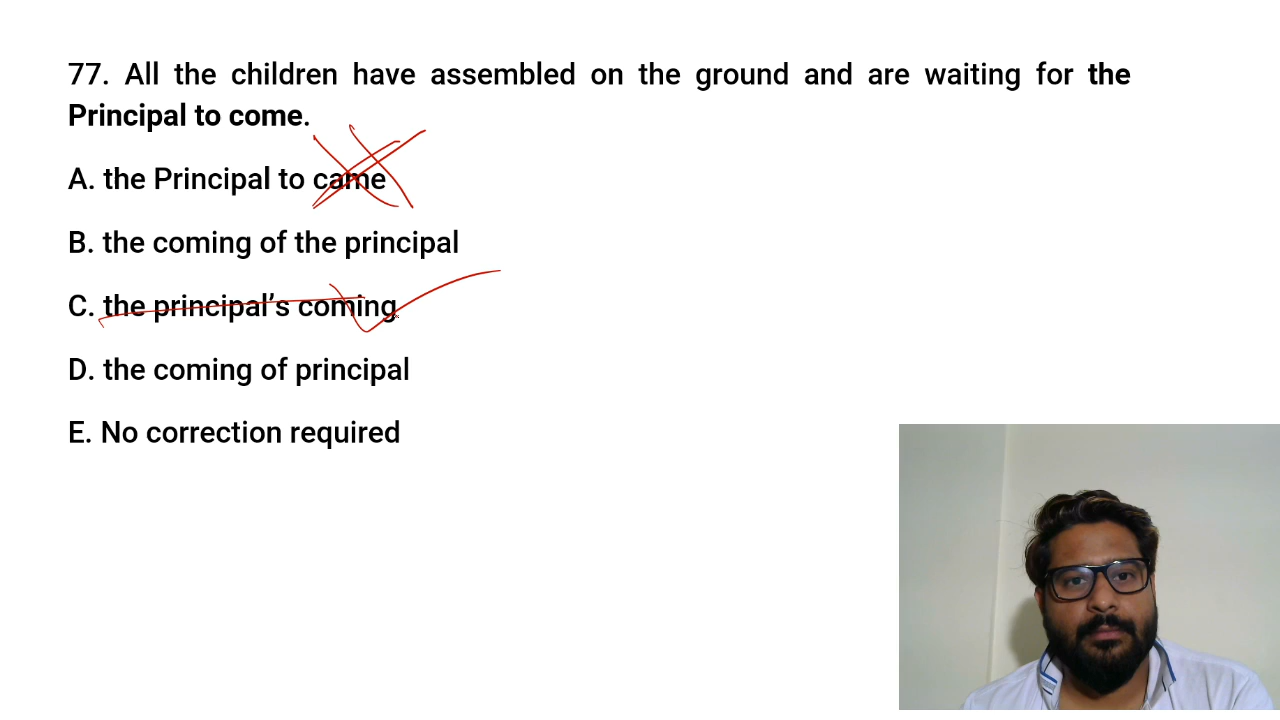 77. All the children have assembled on the ground and are waiting for the
Principal to come.
A. the Principal to came
B. the coming of the principal
C. the principal’s coming
D. the coming of principal
E. No correction required